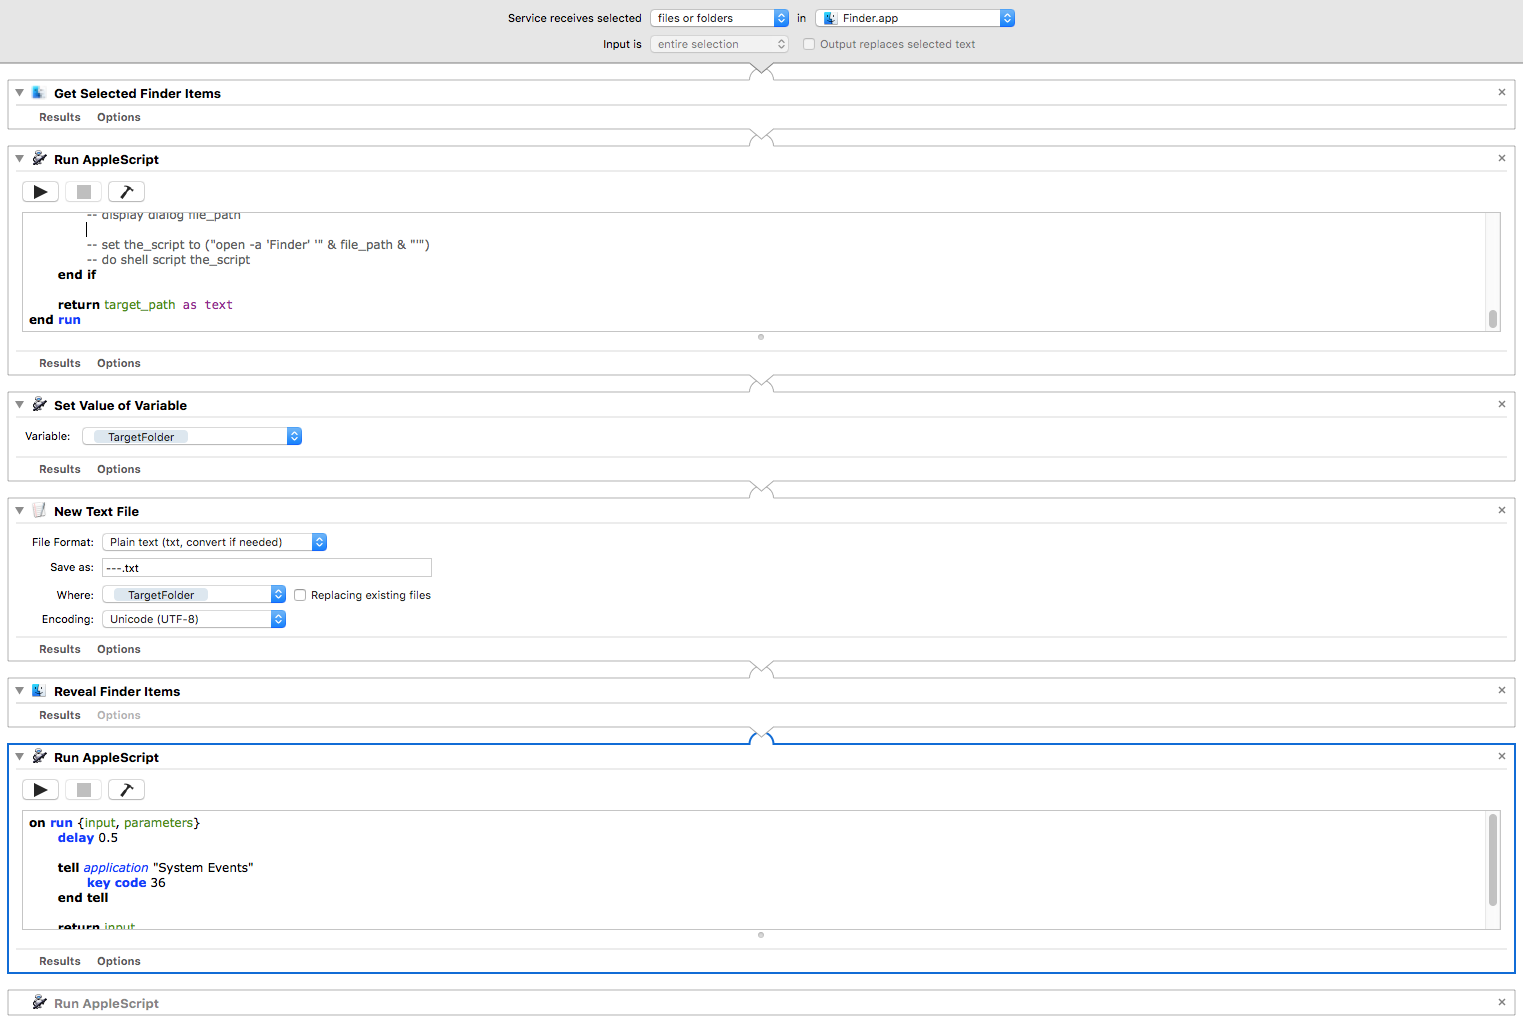 Service receives selected files or folders in Finder.app
Input is entire selection Output replaces selected text
Get Selected Finder Items
Results Options
Run AppleScript
-- display dialog file_path
-- set the_script to ("open -a 'Finder' '" & file_path & "'")
-- do shell script the_script
end if
return target_path as text
end run
Results Options
Set Value of Variable
Variable: TargetFolder
Results Options
New Text File
File Format: Plain text (txt, convert if needed)
Save as: ---.txt
Where: TargetFolder Replacing existing files
Encoding: Unicode (UTF-8)
Results Options
Reveal Finder Items
Results Options
Run AppleScript
on run {input, parameters}
delay 0.5
tell application "System Events"
key code 36
end tell
return input
Results Options
Run AppleScript